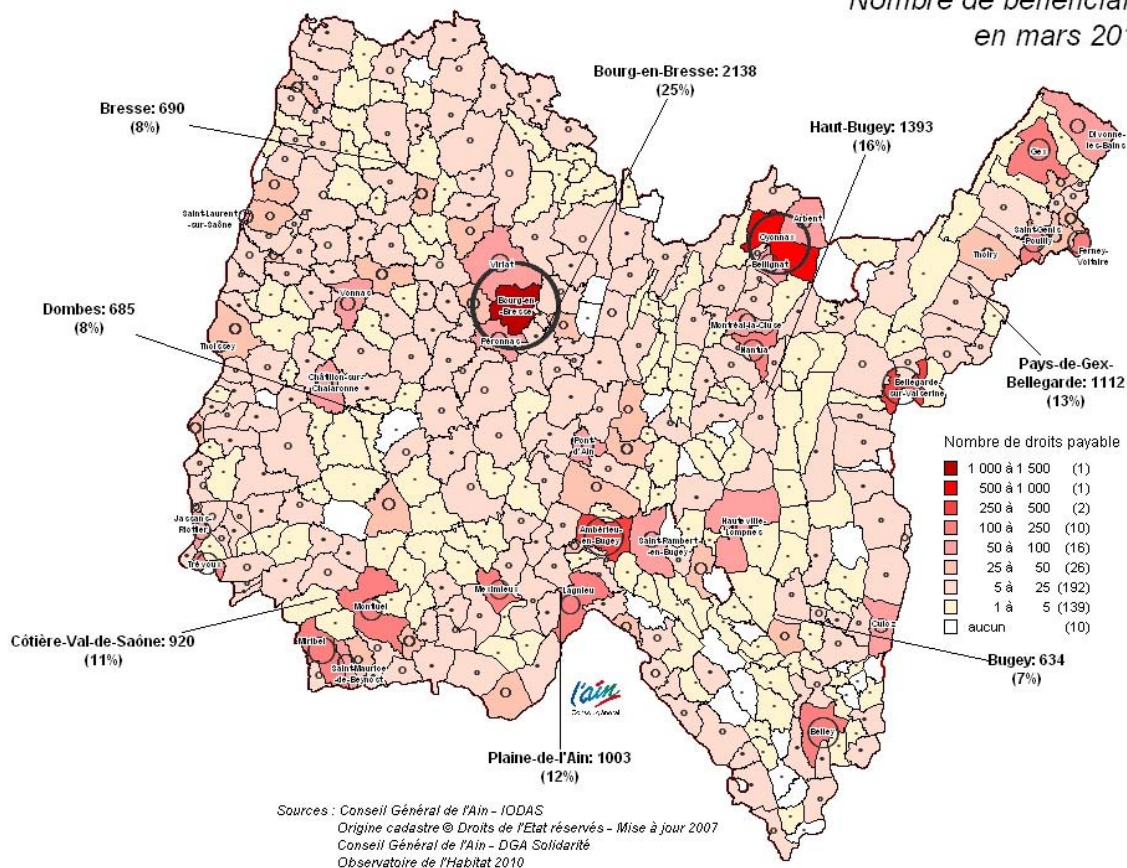 Nombre de bénéficiai
en mars 201
Bourg-en-Bresse: 2138
(25%)
Bresse: 690
(8%)
Haut-Bugey: 1393
(16%)
Divonne-
les-Bains
Gex
Saint-Laurent
-sur-Saône
Arbent
Oyonnax
Bellignat
Saint-Genis
Pouilly
Thoiry
Ferney-
Voltaire
Viriat
Dombes: 685
(8%)
Vonnas
Bourg-en
-Bresse
Péronnas
Montréal-la-Cluse
Nantua
Thoissey
Châtillon-sur-
Chalaronne
Pays-de-Gex-
Bellegarde: 1112
(13%)
Bellegarde
-sur-Valserine
Pont-
d'Ain
Nombre de droits payable
1 000 à 1 500 (1)
500 à 1 000 (1)
250 à 500 (2)
100 à 250 (10)
50 à 100 (16)
25 à 50 (26)
5 à 25 (192)
1 à 5 (139)
aucun (10)
Jassans-
Riottier
Ambérieu-
en-Bugey
Saint-Rambert
-en-Bugey
Hauteville-
Lompnes
Trévoux
Meximieux
Lagnieu
Montluel
Culoz
Côtière-Val-de-Saône: 920
(11%)
Miribel
Saint-Maurice
-de-Beynost
Bugey: 634
(7%)
l'ain
Conseil général
Belley
Plaine-de-l'Ain: 1003
(12%)
Sources : Conseil Général de l'Ain - IODAS
Origine cadastre © Droits de l'Etat réservés - Mise à jour 2007
Conseil Général de l'Ain - DGA Solidarité
Observatoire de l'Habitat 2010